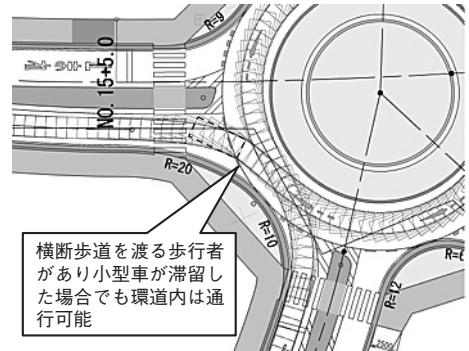 R=9
NO. 15+5.0
R=20
R=10
R=12
2500
横断歩道を渡る歩行者
があり小型車が滞留し
た場合でも環道内は通
行可能